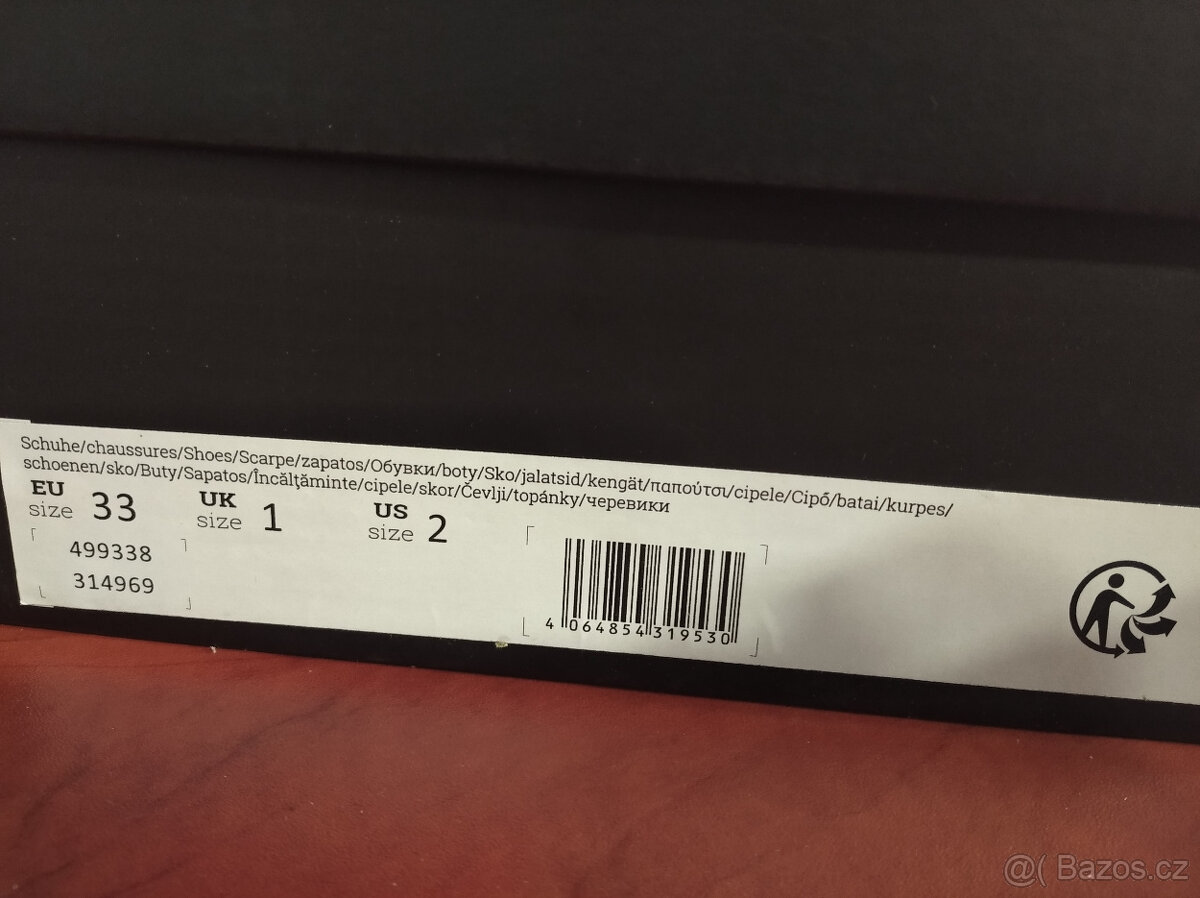 Schuhe/chaussures/Shoes/Scarpe/zapatos/Обувки/boty/Sko/jalatsid/kengät/παπούτσι/cipele/Cipő/batai/kurpes/
schoenen/sko/Buty/Sapatos/Încălţăminte/cipele/skor/Čevlji/topánky/черевики
EU size 33 UK size 1 US size 2
499338
314969
4 064854 319530
@( Bazos.cz